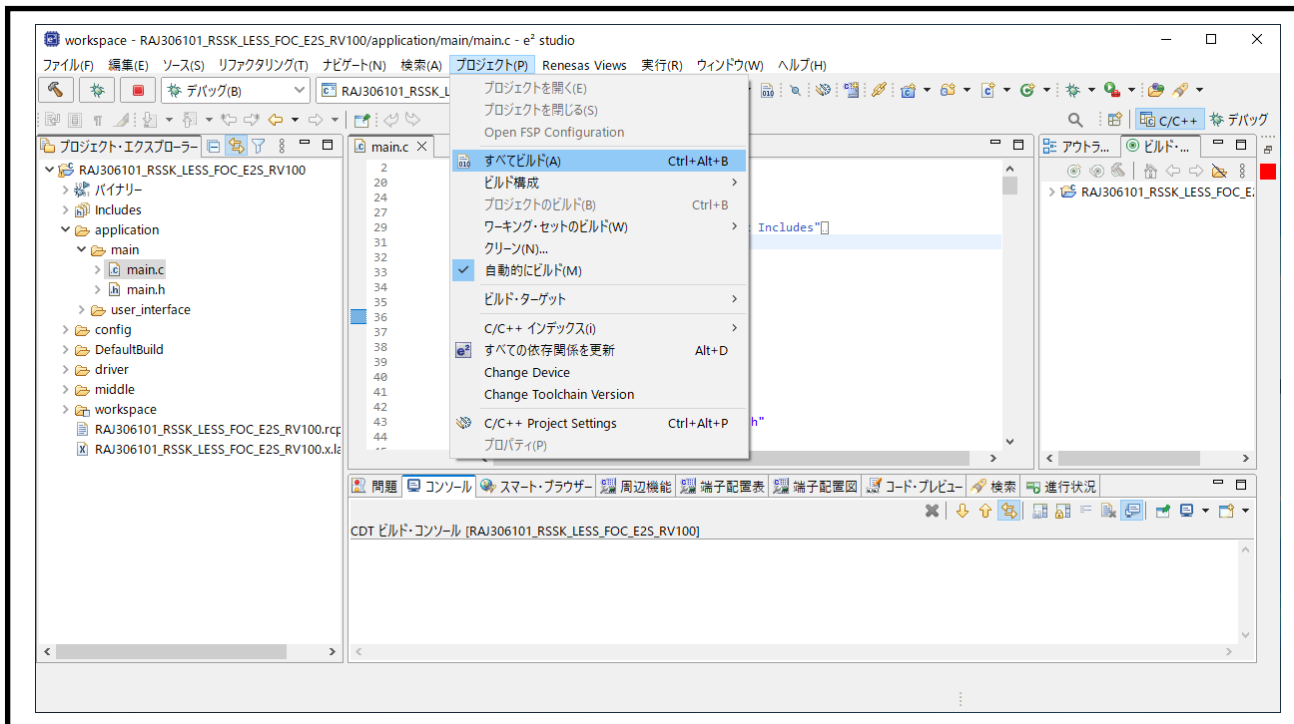 workspace - RAJ306101_RSSK_LESS_FOC_E2S_RV100/application/main/main.c - e² studio
ファイル(F) 編集(E) ソース(S) リファクタリング(T) ナビゲート(N) 検索(A) プロジェクト(P) Renesas Views 実行(R) ウィンドウ(W) ヘルプ(H)
デバッグ(B)
RAJ306101_RSSK_L
C/C++
デバッグ
プロジェクトを開く(E)
プロジェクトを閉じる(S)
Open FSP Configuration
すべてビルド(A) Ctrl+Alt+B
ビルド構成
プロジェクトのビルド(B) Ctrl+B
ワーキング・セットのビルド(W)
クリーン(N)...
自動的にビルド(M)
ビルド・ターゲット
C/C++ インデックス(i)
すべての依存関係を更新 Alt+D
Change Device
Change Toolchain Version
C/C++ Project Settings Ctrl+Alt+P
プロパティ(P)
プロジェクト・エクスプローラー
RAJ306101_RSSK_LESS_FOC_E2S_RV100
バイナリー
Includes
application
main
main.c
main.h
user_interface
config
DefaultBuild
driver
middle
workspace
RAJ306101_RSSK_LESS_FOC_E2S_RV100.rcp
RAJ306101_RSSK_LESS_FOC_E2S_RV100.x.la
main.c
2
20
24
27
29 Includes"
31
32
33
34
35
36
37
38
39
40
41
42
43 h"
44
アウトラ... ビルド・...
RAJ306101_RSSK_LESS_FOC_E
問題 コンソール スマート・ブラウザー 周辺機能 端子配置表 端子配置図 コード・プレビュー 検索 進行状況
CDT ビルド・コンソール [RAJ306101_RSSK_LESS_FOC_E2S_RV100]